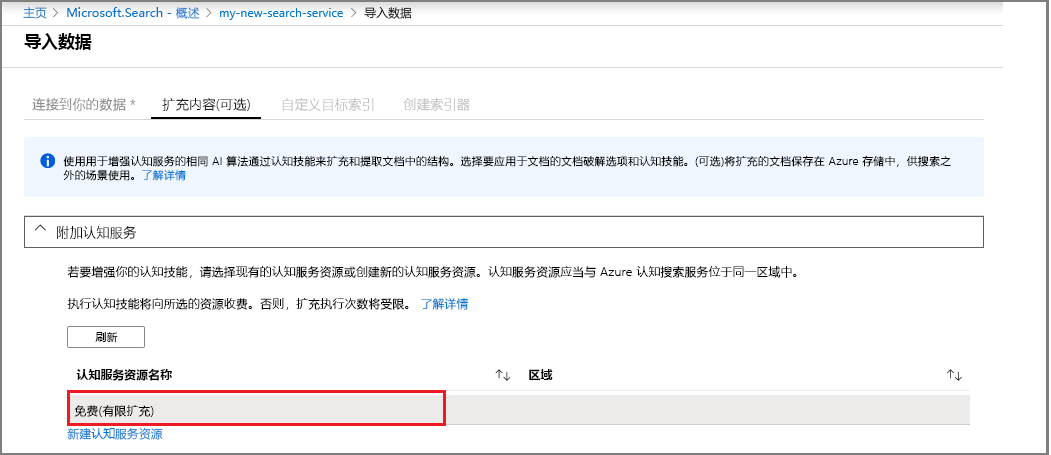 主页 > Microsoft.Search - 概述 > my-new-search-service > 导入数据
导入数据
连接到你的数据 * 扩充内容(可选) 自定义目标索引 创建索引器
使用用于增强认知服务的相同 AI 算法通过认知技能来扩充和提取文档中的结构。选择要应用于文档的文档破解选项和认知技能。(可选)将扩充的文档保存在 Azure 存储中，供搜索之
外的场景使用。了解详情
附加认知服务
若要增强你的认知技能，请选择现有的认知服务资源或创建新的认知服务资源。认知服务资源应当与 Azure 认知搜索服务位于同一区域中。
执行认知技能将向所选的资源收费。否则，扩充执行次数将受限。 了解详情
刷新
认知服务资源名称 ↑↓ 区域 ↑↓
免费(有限扩充)
新建认知服务资源